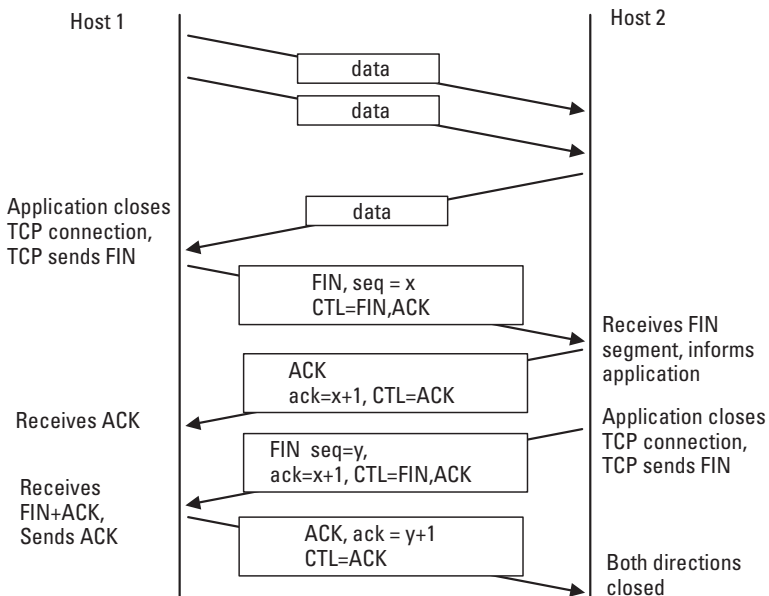 Host 1
Host 2
data
data
data
Application closes
TCP connection,
TCP sends FIN
FIN, seq = x
CTL=FIN,ACK
Receives FIN
segment, informs
application
ACK
ack=x+1, CTL=ACK
Receives ACK
Application closes
TCP connection,
TCP sends FIN
FIN seq=y,
ack=x+1, CTL=FIN,ACK
Receives
FIN+ACK,
Sends ACK
ACK, ack = y+1
CTL=ACK
Both directions
closed